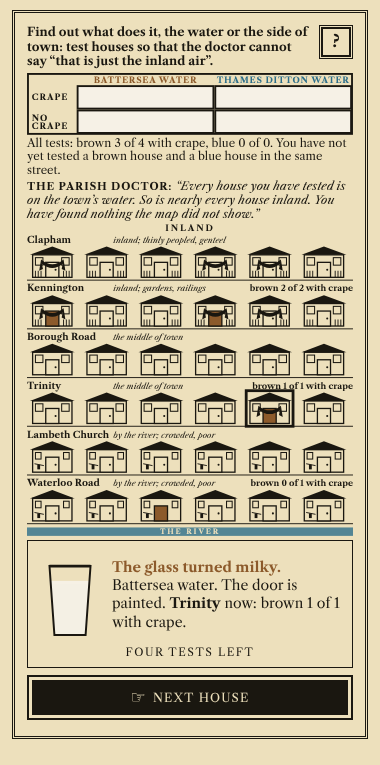 Find out what does it, the water or the side of
town: test houses so that the doctor cannot
say “that is just the inland air”.
?
BATTERSEA WATER THAMES DITTON WATER
CRAPE
NO
CRAPE
All tests: brown 3 of 4 with crape, blue 0 of 0. You have not
yet tested a brown house and a blue house in the same
street.
THE PARISH DOCTOR: “Every house you have tested is
on the town’s water. So is nearly every house inland. You
have found nothing the map did not show.”
INLAND
Clapham inland; thinly peopled, genteel
Kennington inland; gardens, railings brown 2 of 2 with crape
Borough Road the middle of town
Trinity the middle of town brown 1 of 1 with crape
Lambeth Church by the river; crowded, poor
Waterloo Road by the river; crowded, poor brown 0 of 1 with crape
THE RIVER
The glass turned milky.
Battersea water. The door is
painted. Trinity now: brown 1 of 1
with crape.
FOUR TESTS LEFT
☞ NEXT HOUSE